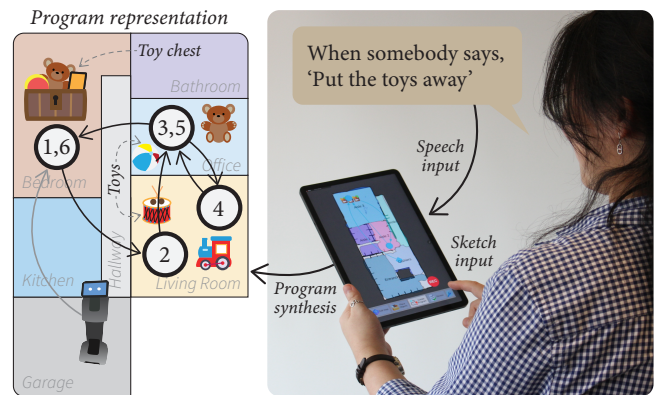 Program representation
Toy chest
Bathroom
3,5
Office
1,6
Bedroom
Toys
4
Hallway
2
Kitchen
Living Room
Garage
When somebody says,
‘Put the toys away’
Speech
input
Sketch
input
Program
synthesis